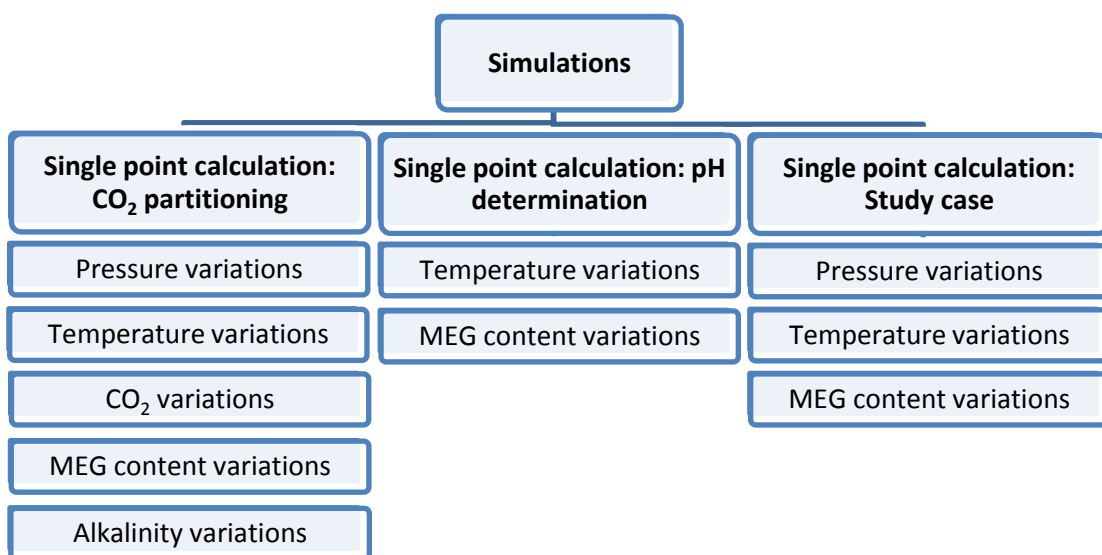 Simulations
Single point calculation:
CO₂ partitioning
Pressure variations
Temperature variations
CO₂ variations
MEG content variations
Alkalinity variations
Single point calculation: pH
determination
Temperature variations
MEG content variations
Single point calculation:
Study case
Pressure variations
Temperature variations
MEG content variations